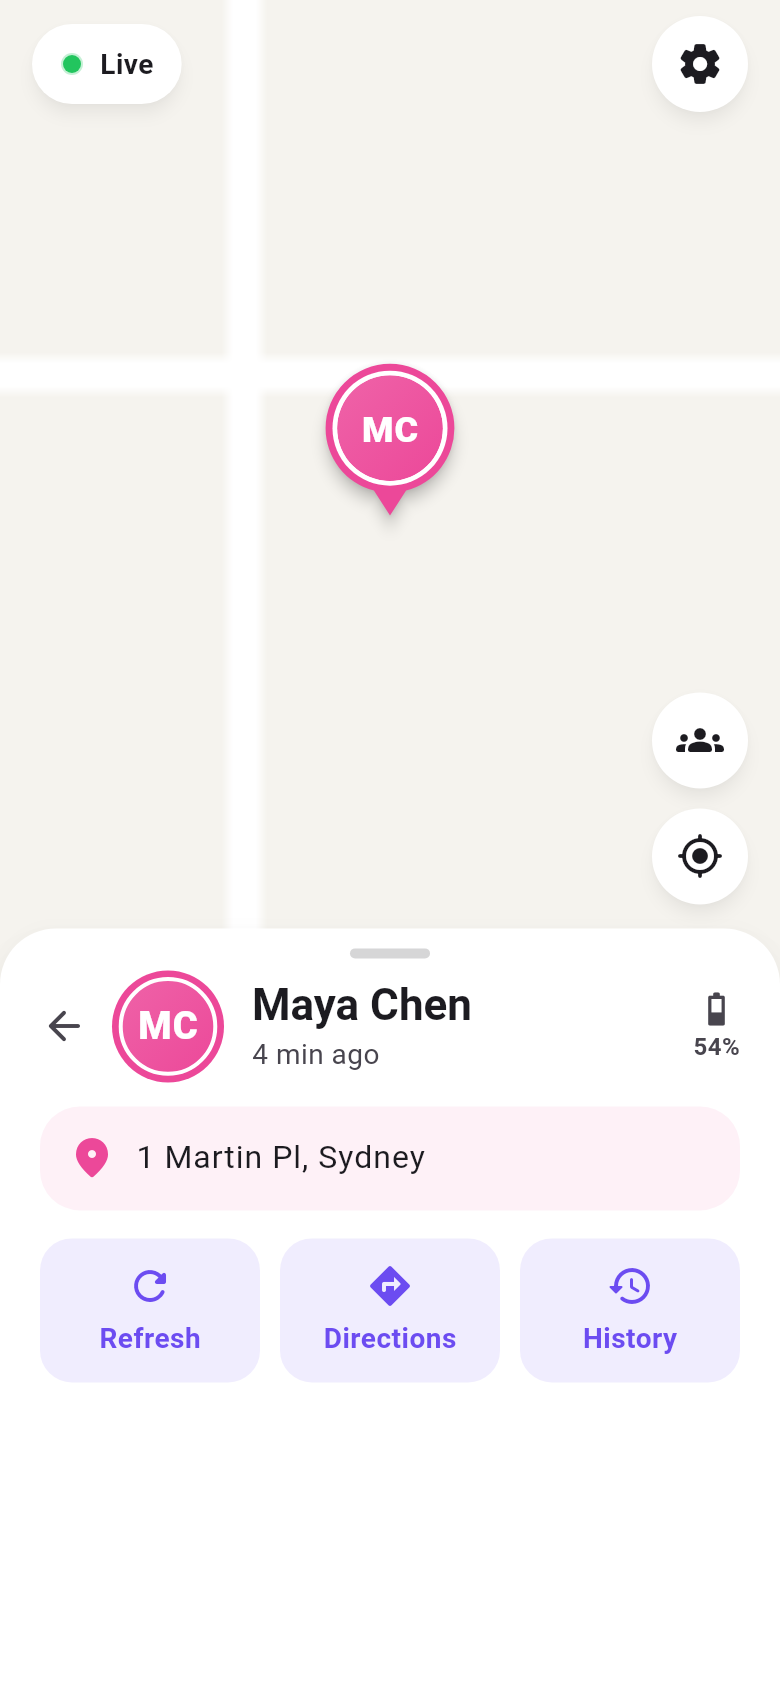 Live
MC
MC
Maya Chen
4 min ago
54%
1 Martin Pl, Sydney
Refresh
Directions
History